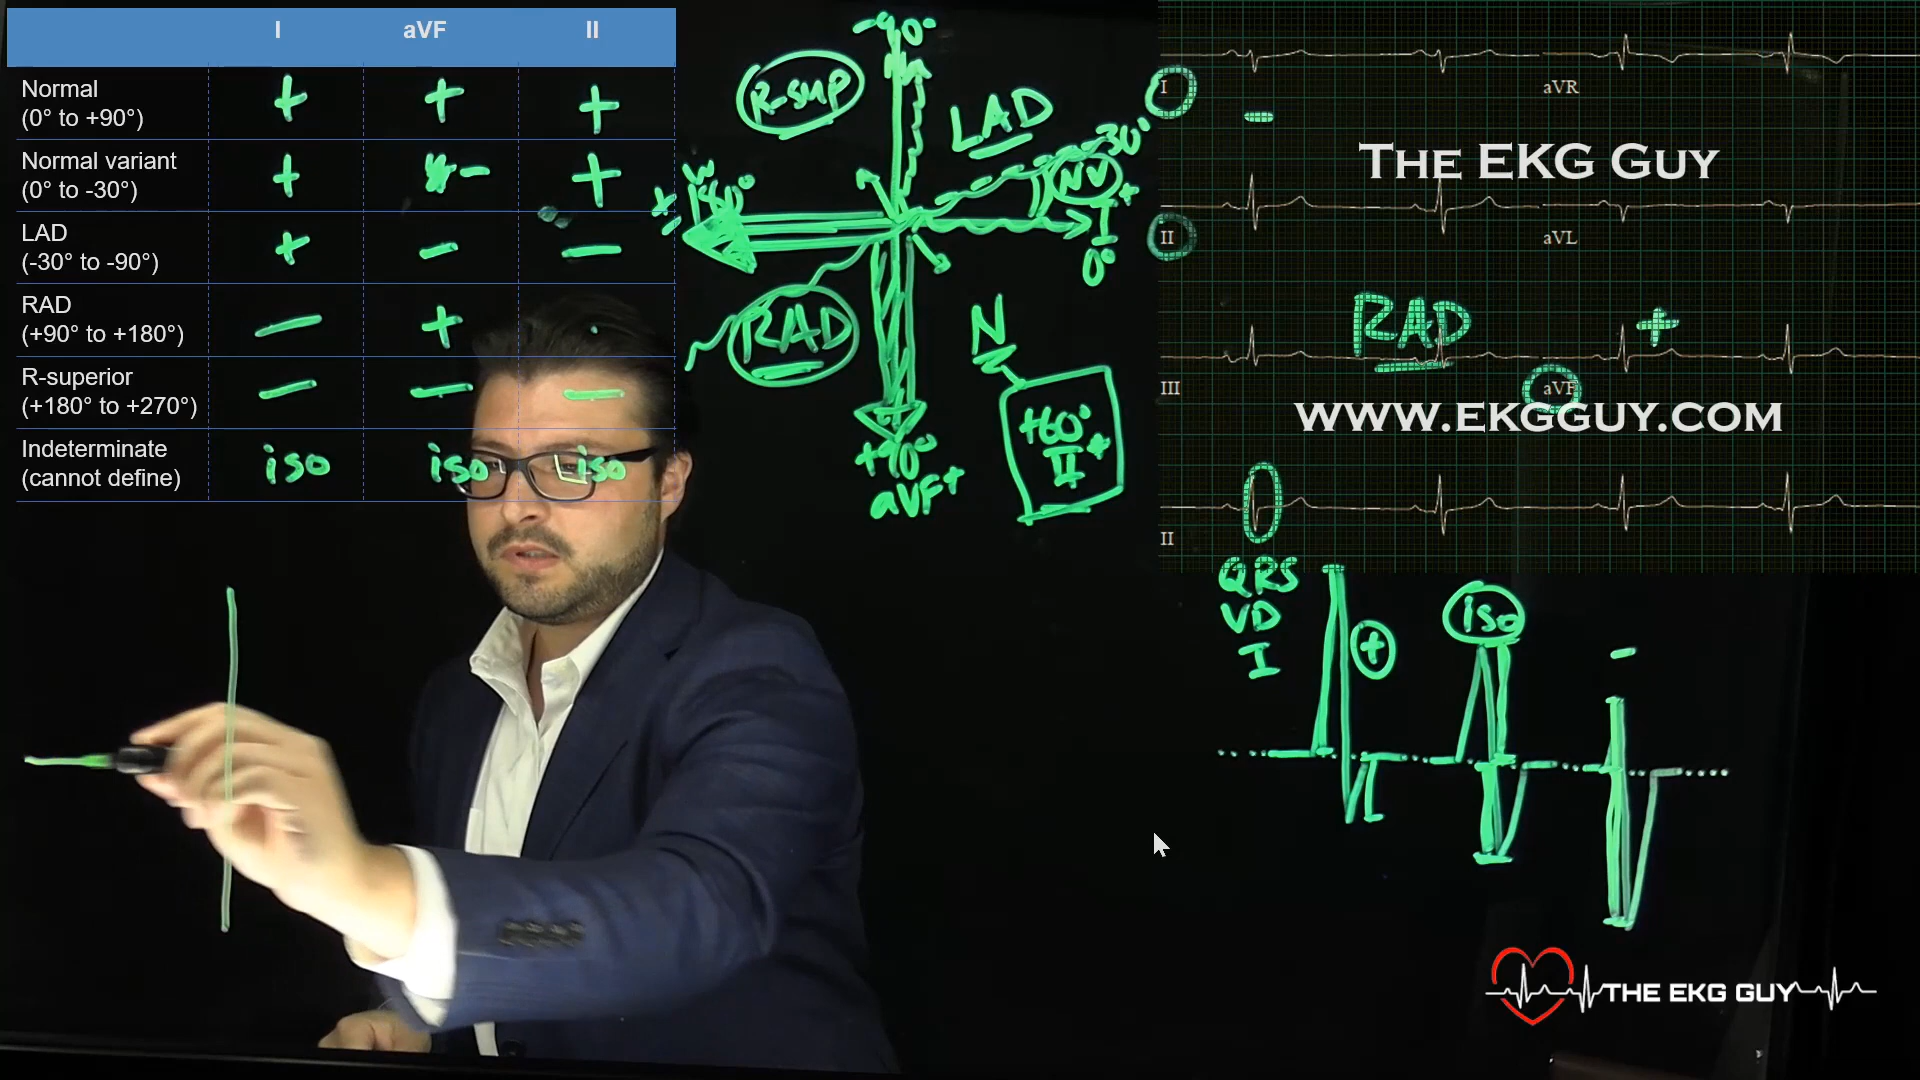 I aVF II
Normal
(0° to +90°) + + +
Normal variant
(0° to -30°) + - +
LAD
(-30° to -90°) + - -
RAD
(+90° to +180°) - + .
R-superior
(+180° to +270°) - - -
Indeterminate
(cannot define) iso iso iso
-90°
R-sup
LAD
-30°
NV
+
±180°
I
0°
RAD
N
+60°
II +
+90°
aVF+
I
aVR
-
THE EKG GUY
II
aVL
RAD +
III
aVF
WWW.EKGGUY.COM
II
QRS
VD
I
+
iso
-
THE EKG GUY